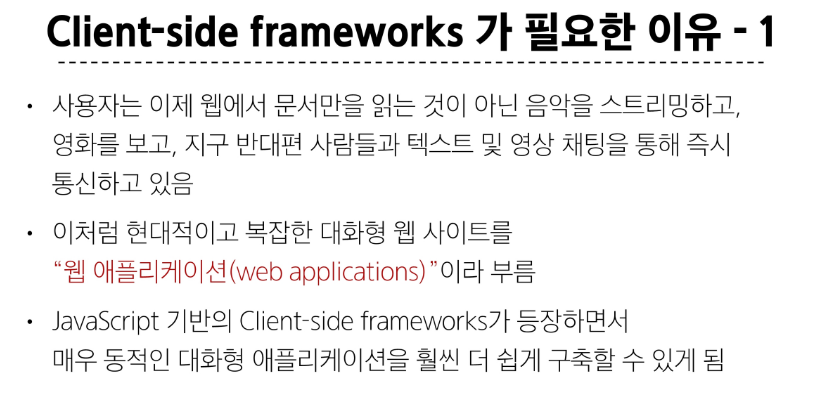 Client-side frameworks 가 필요한 이유 - 1
• 사용자는 이제 웹에서 문서만을 읽는 것이 아닌 음악을 스트리밍하고,
영화를 보고, 지구 반대편 사람들과 텍스트 및 영상 채팅을 통해 즉시
통신하고 있음
• 이처럼 현대적이고 복잡한 대화형 웹 사이트를
“웹 애플리케이션(web applications)”이라 부름
• JavaScript 기반의 Client-side frameworks가 등장하면서
매우 동적인 대화형 애플리케이션을 훨씬 더 쉽게 구축할 수 있게 됨